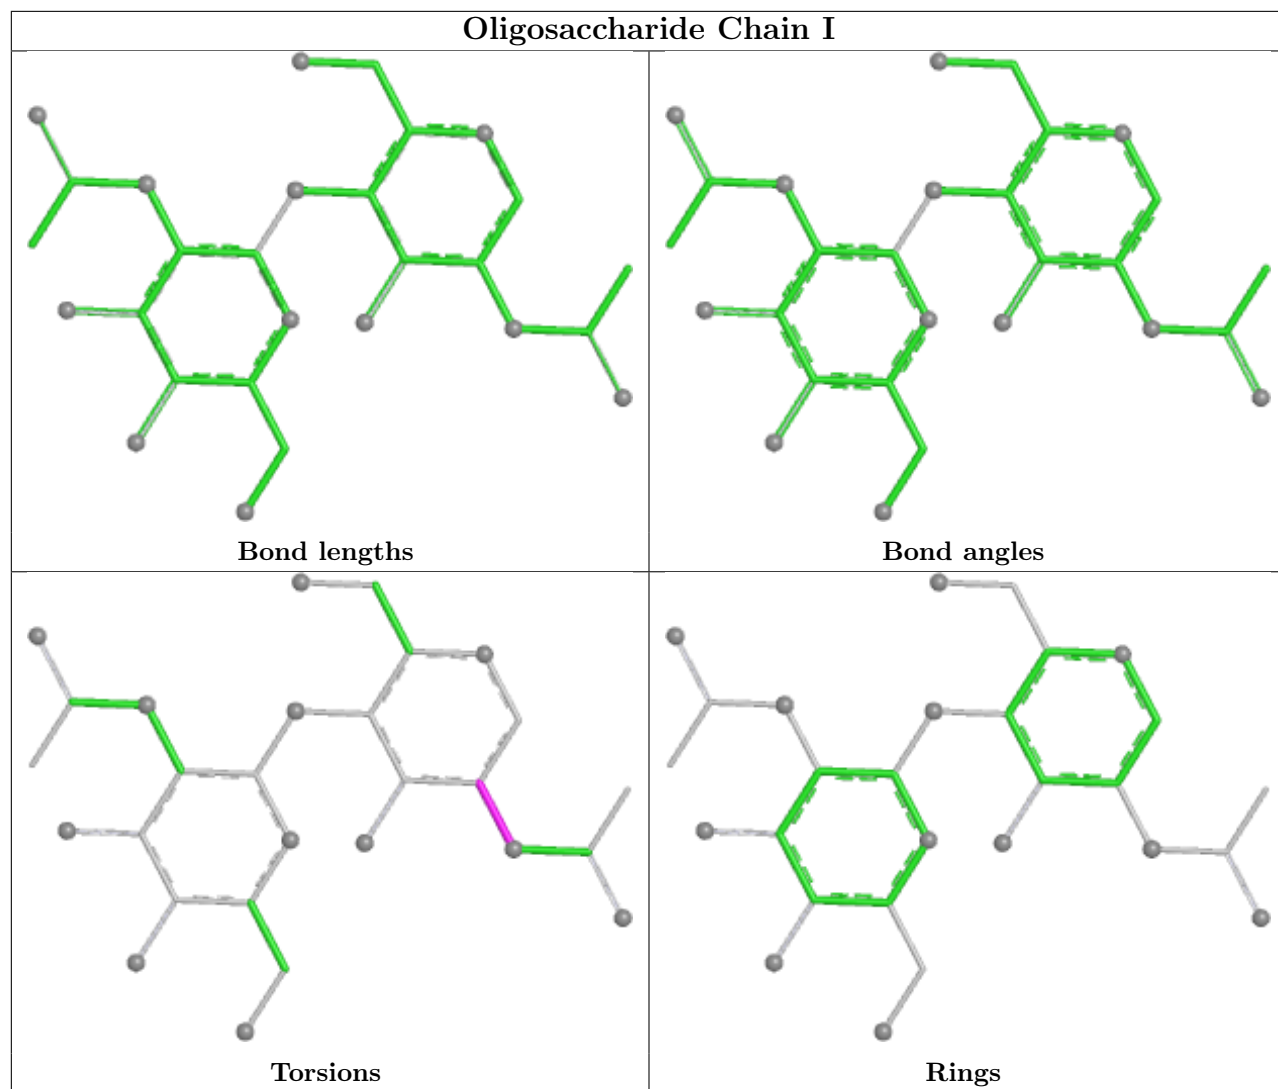 Oligosaccharide Chain I
Bond lengths
Bond angles
Torsions
Rings